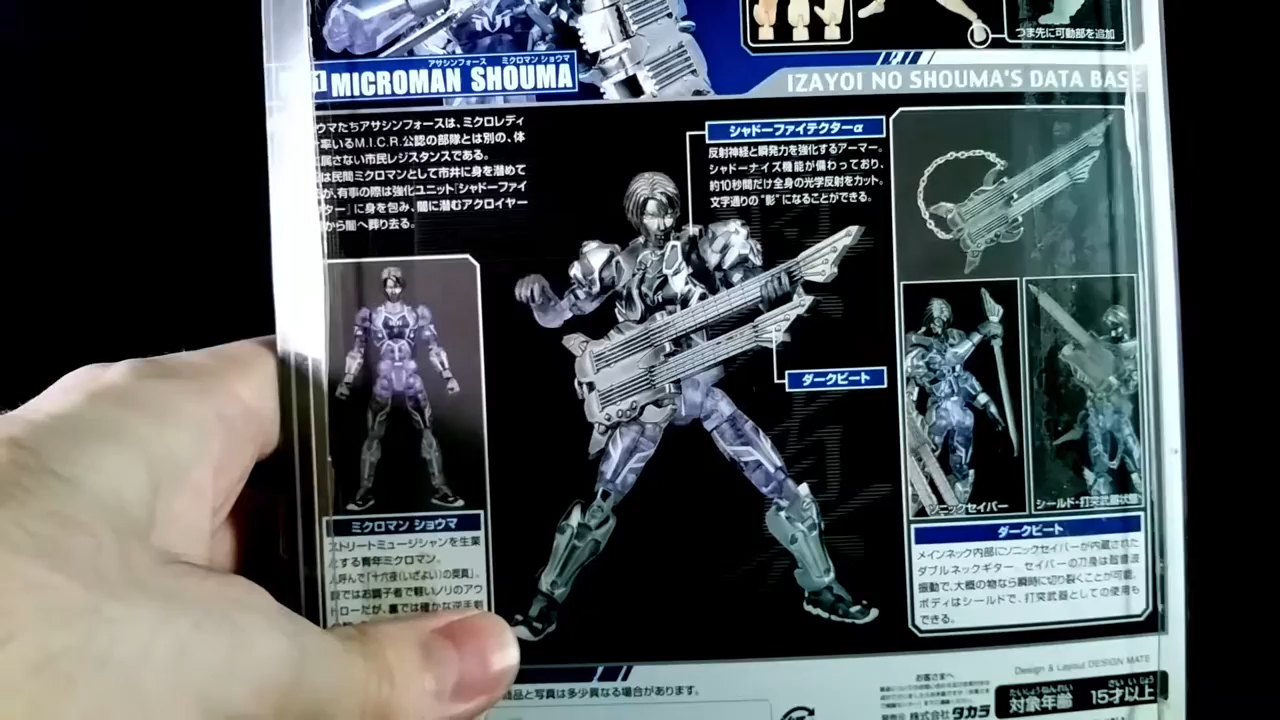 つま先に可動部を追加
アサシンフォース ミクロマン ショウマ
1 MICROMAN SHOUMA
IZAYOI NO SHOUMA'S DATA BASE
ウマたちアサシンフォースは、ミクロレディ
率いるM.I.C.R.公認の部隊とは別の、体
属さない市民レジスタンスである。
は民間ミクロマンとして市井に身を潜めて
が、有事の際は強化ユニット「シャドーファイ
ター」に身を包み、闇に潜むアクロイヤー
から闇へ葬り去る。
シャドーファイテクターα
反射神経と瞬発力を強化するアーマー。
シャドーナイズ機能が備わっており、
約10秒間だけ全身の光学反射をカット。
文字通りの“影”になることができる。
ダークビート
ミクロマン ショウマ
ストリートミュージシャンを生業
とする青年ミクロマン。
人呼んで「十六夜(いざよい)の翔真」。
ではお調子者で軽いノリのアウ
トローだが、裏では確かな
ソニックセイバー
シールド・打突武器状態
ダークビート
メインネック内部にソニックセイバーが内蔵された
ダブルネックギター。セイバーの刀身は超音波
振動で、大概の物なら瞬時に切り裂くことが可能。
ボディはシールドで、打突武器としての使用も
できる。
商品と写真は多少異なる場合があります。
Design & Layout DESIGN MATE
お客さまへ
発売元 株式会社タカラ
たいしょうねんれい さいいじょう
対象年齢 15才以上